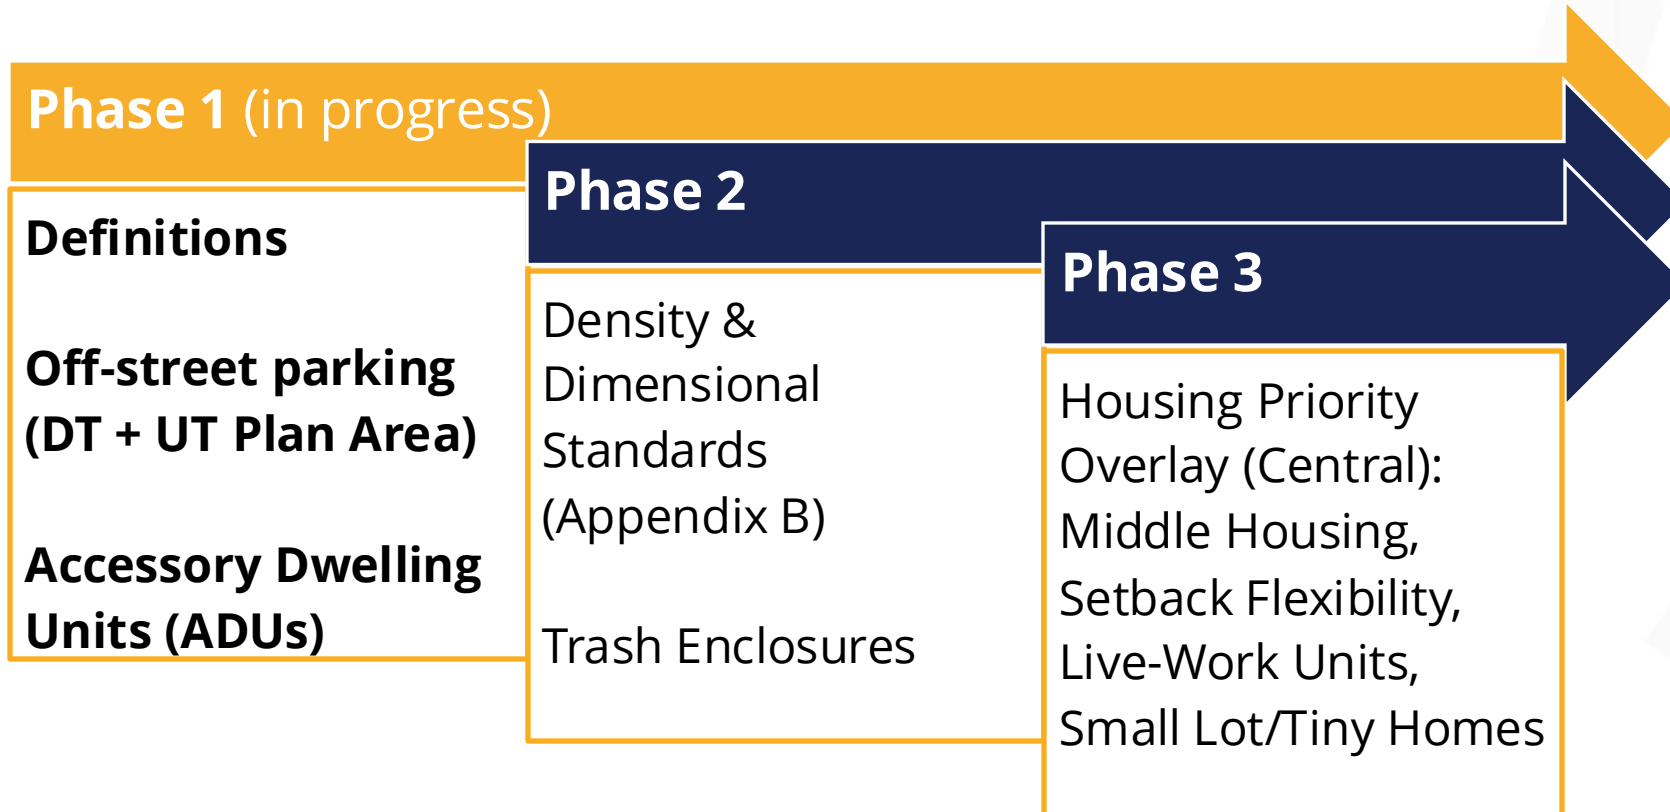 Phase 1 (in progress)
Definitions
Off-street parking
(DT + UT Plan Area)
Accessory Dwelling
Units (ADUs)
Phase 2
Density &
Dimensional
Standards
(Appendix B)
Trash Enclosures
Phase 3
Housing Priority
Overlay (Central):
Middle Housing,
Setback Flexibility,
Live-Work Units,
Small Lot/Tiny Homes